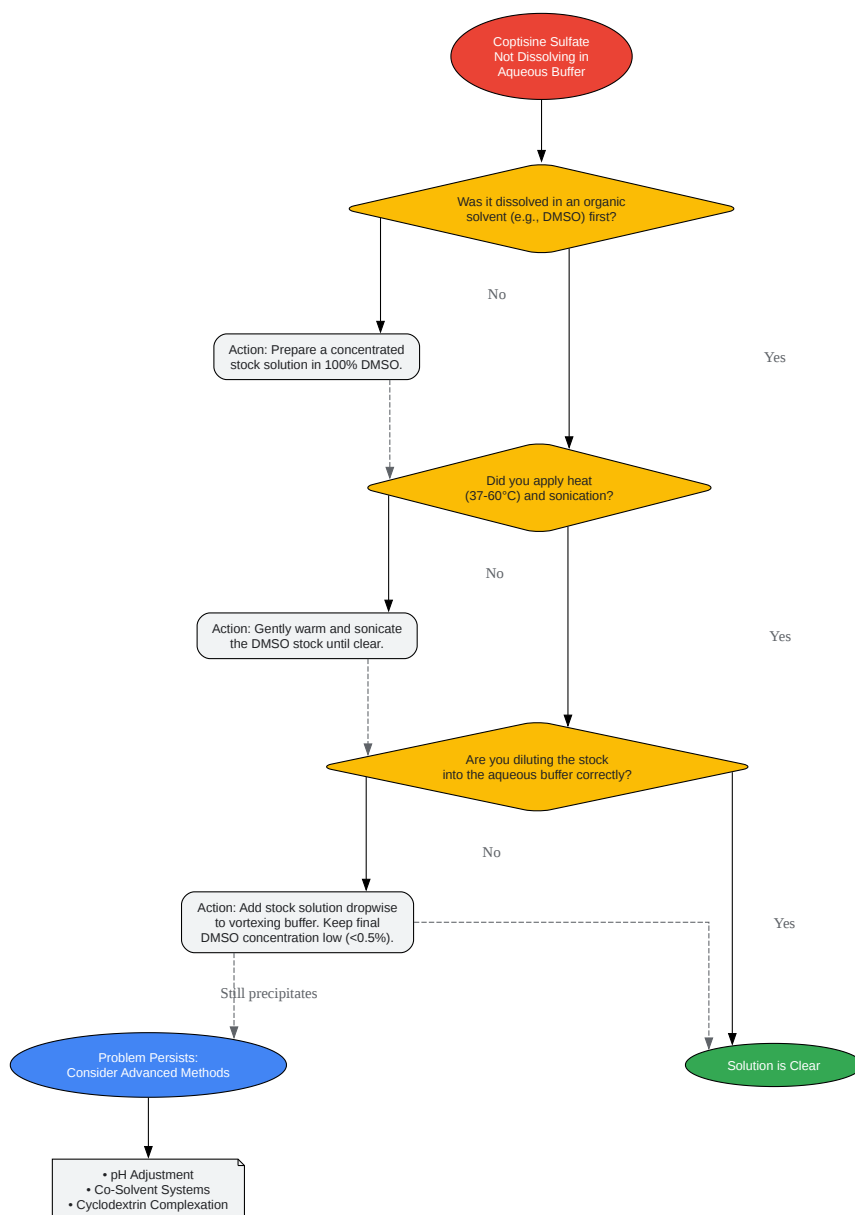 Coptisine Sulfate
Not Dissolving in
Aqueous Buffer
Was it dissolved in an organic
solvent (e.g., DMSO) first?
No
Yes
Action: Prepare a concentrated
stock solution in 100% DMSO.
Did you apply heat
(37-60°C) and sonication?
No
Yes
Action: Gently warm and sonicate
the DMSO stock until clear.
Are you diluting the stock
into the aqueous buffer correctly?
No
Yes
Action: Add stock solution dropwise
to vortexing buffer. Keep final
DMSO concentration low (<0.5%).
Still precipitates
Problem Persists:
Consider Advanced Methods
Solution is Clear
• pH Adjustment
• Co-Solvent Systems
• Cyclodextrin Complexation